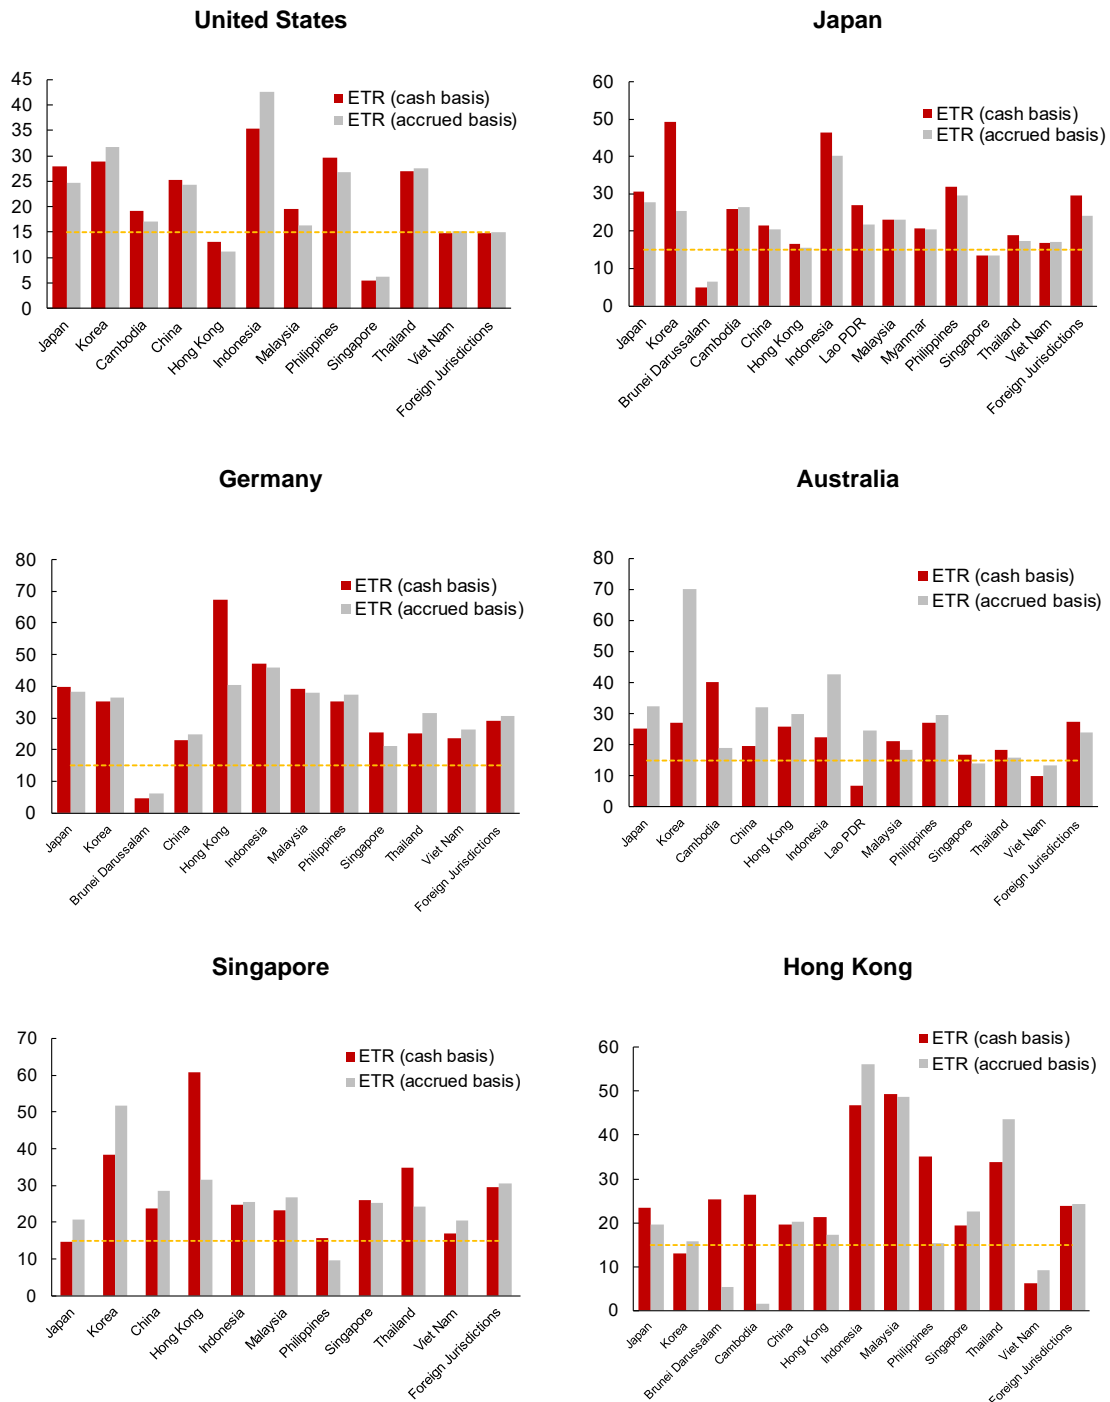 United States
45
40
35
30
25
20
15
10
5
0
ETR (cash basis)
ETR (accrued basis)
Japan
Korea
Cambodia
China
Hong Kong
Indonesia
Malaysia
Philippines
Singapore
Thailand
Viet Nam
Foreign Jurisdictions
Japan
60
50
40
30
20
10
0
ETR (cash basis)
ETR (accrued basis)
Japan
Korea
Brunei Darussalam
Cambodia
China
Hong Kong
Indonesia
Lao PDR
Malaysia
Myanmar
Philippines
Singapore
Thailand
Viet Nam
Foreign Jurisdictions
Germany
80
70
60
50
40
30
20
10
0
ETR (cash basis)
ETR (accrued basis)
Japan
Korea
Brunei Darussalam
China
Hong Kong
Indonesia
Malaysia
Philippines
Singapore
Thailand
Viet Nam
Foreign Jurisdictions
Australia
80
70
60
50
40
30
20
10
0
ETR (cash basis)
ETR (accrued basis)
Japan
Korea
Cambodia
China
Hong Kong
Indonesia
Lao PDR
Malaysia
Philippines
Singapore
Thailand
Viet Nam
Foreign Jurisdictions
Singapore
70
60
50
40
30
20
10
0
ETR (cash basis)
ETR (accrued basis)
Japan
Korea
China
Hong Kong
Indonesia
Malaysia
Philippines
Singapore
Thailand
Viet Nam
Foreign Jurisdictions
Hong Kong
60
50
40
30
20
10
0
ETR (cash basis)
ETR (accrued basis)
Japan
Korea
Brunei Darussalam
Cambodia
China
Hong Kong
Indonesia
Malaysia
Philippines
Singapore
Thailand
Viet Nam
Foreign Jurisdictions